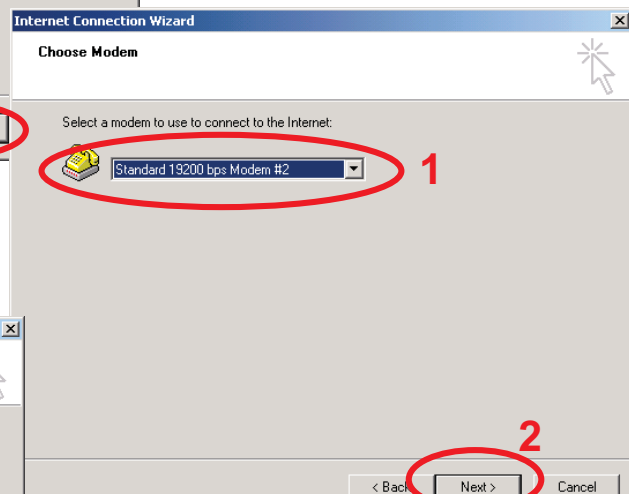 Internet Connection Wizard
Choose Modem
Select a modem to use to connect to the Internet:
Standard 19200 bps Modem #2
1
2
< Back
Next >
Cancel